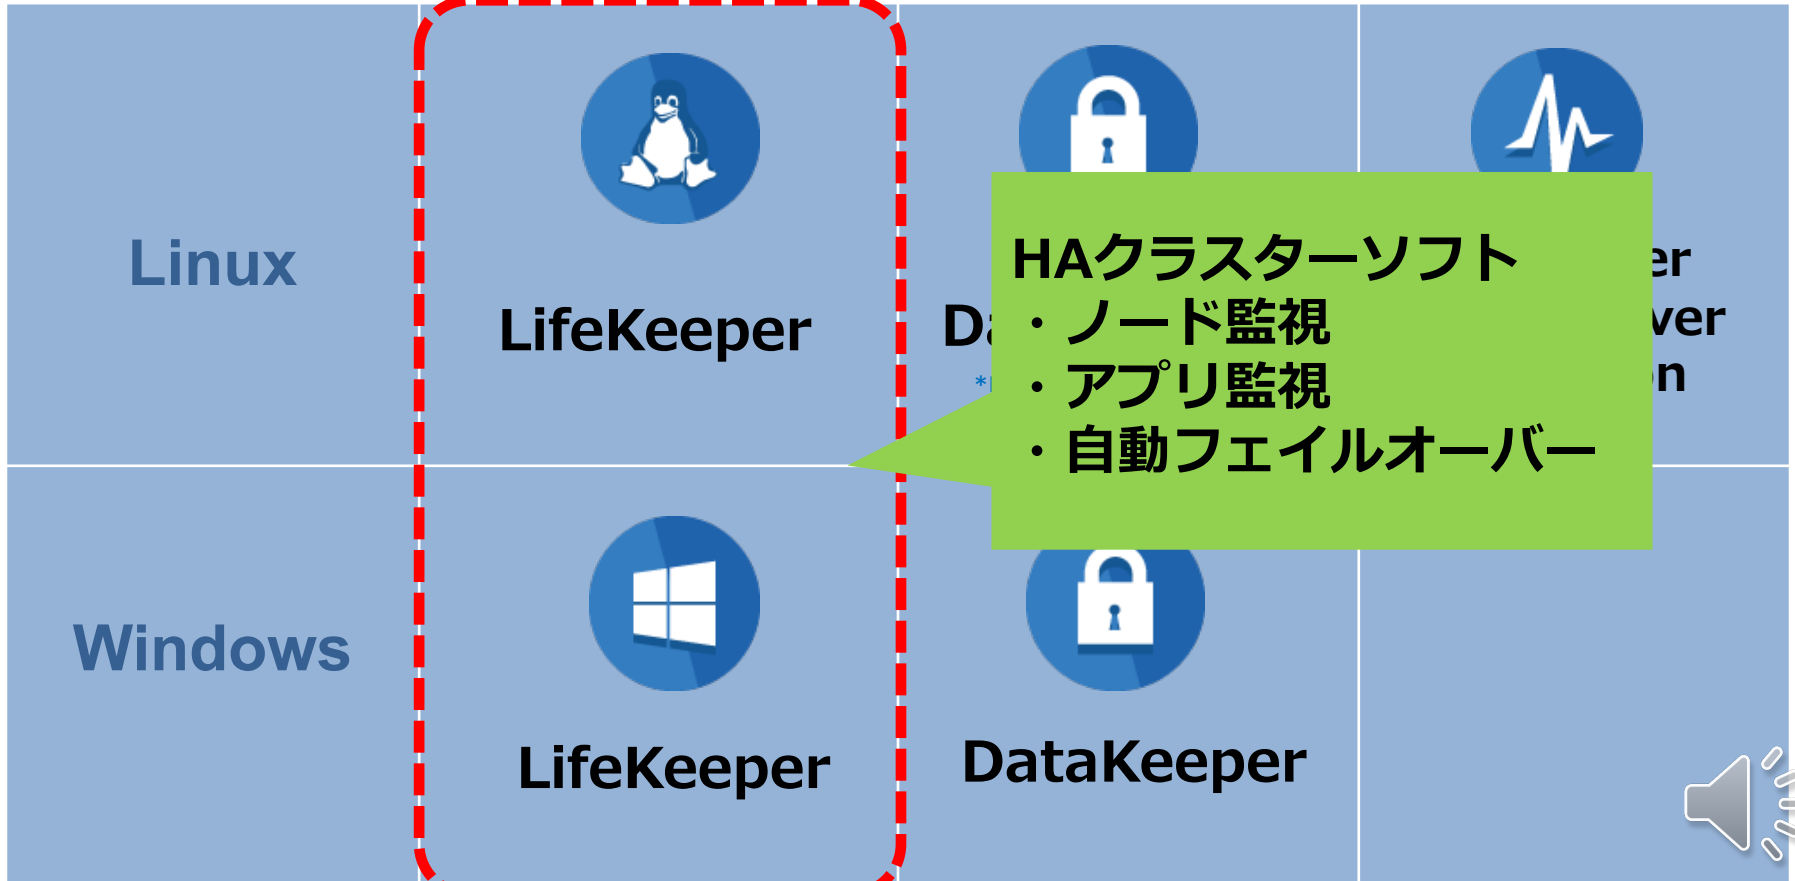 Linux
LifeKeeper
HAクラスターソフト
・ノード監視
・アプリ監視
・自動フェイルオーバー
Windows
LifeKeeper
DataKeeper